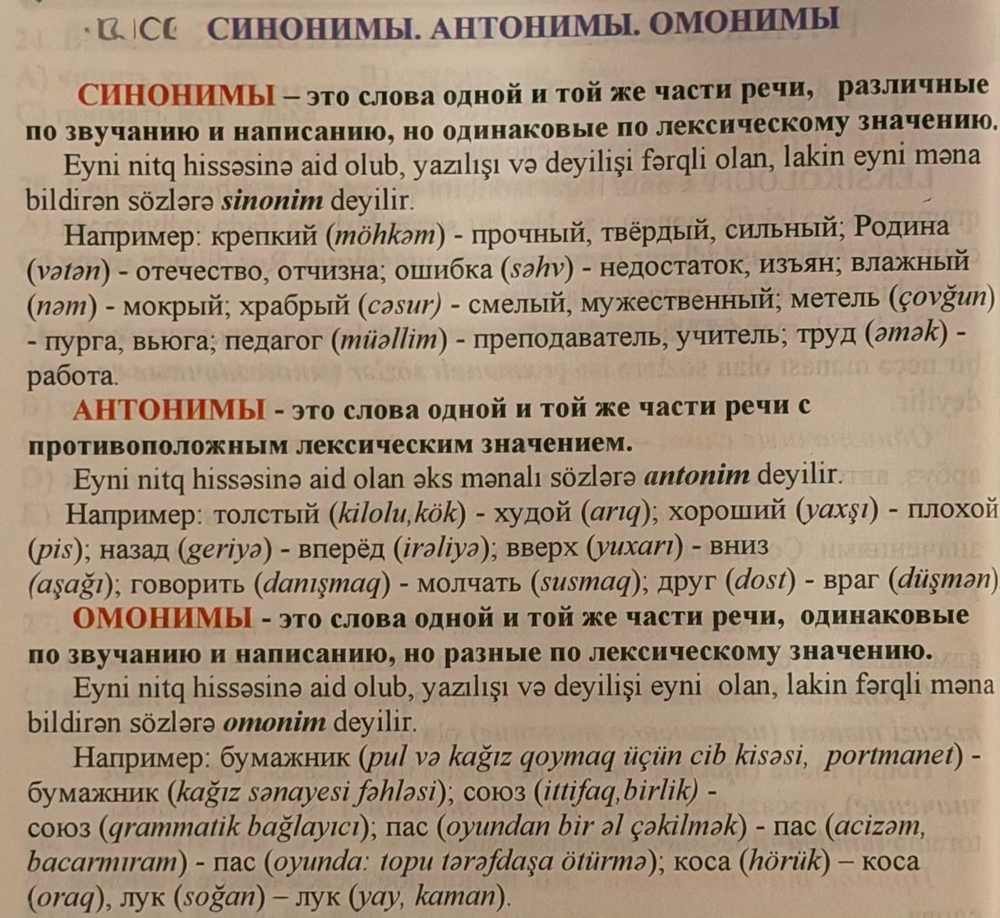 СИНОНИМЫ. АНТОНИМЫ. ОМОНИМЫ
СИНОНИМЫ – это слова одной и той же части речи, различные
по звучанию и написанию, но одинаковые по лексическому значению.
Eyni nitq hissəsinə aid olub, yazılışı və deyilişi fərqli olan, lakin eyni məna
bildirən sözlərə sinonim deyilir.
Например: крепкий (möhkəm) - прочный, твёрдый, сильный; Родина
(vətən) - отечество, отчизна; ошибка (səhv) - недостаток, изъян; влажный
(nəm) - мокрый; храбрый (cəsur) - смелый, мужественный; метель (çovğun)
- пурга, вьюга; педагог (müəllim) - преподаватель, учитель; труд (əmək) -
работа.
АНТОНИМЫ - это слова одной и той же части речи с
противоположным лексическим значением.
Eyni nitq hissəsinə aid olan əks mənalı sözlərə antonim deyilir.
Например: толстый (kilolu,kök) - худой (arıq); хороший (yaxşı) - плохой
(pis); назад (geriyə) - вперёд (irəliyə); вверх (yuxarı) - вниз
(aşağı); говорить (danışmaq) - молчать (susmaq); друг (dost) - враг (düşmən).
ОМОНИМЫ - это слова одной и той же части речи, одинаковые
по звучанию и написанию, но разные по лексическому значению.
Eyni nitq hissəsinə aid olub, yazılışı və deyilişi eyni olan, lakin fərqli məna
bildirən sözlərə omonim deyilir.
Например: бумажник (pul və kağız qoymaq üçün cib kisəsi, portmanet) -
бумажник (kağız sənayesi fəhləsi); союз (ittifaq,birlik) -
союз (qrammatik bağlayıcı); пас (oyundan bir əl çəkilmək) - пас (acizəm,
bacarmıram) - пас (oyunda: topu tərəfdaşa ötürmə); коса (hörük) – коса
(oraq), лук (soğan) – лук (yay, kaman).